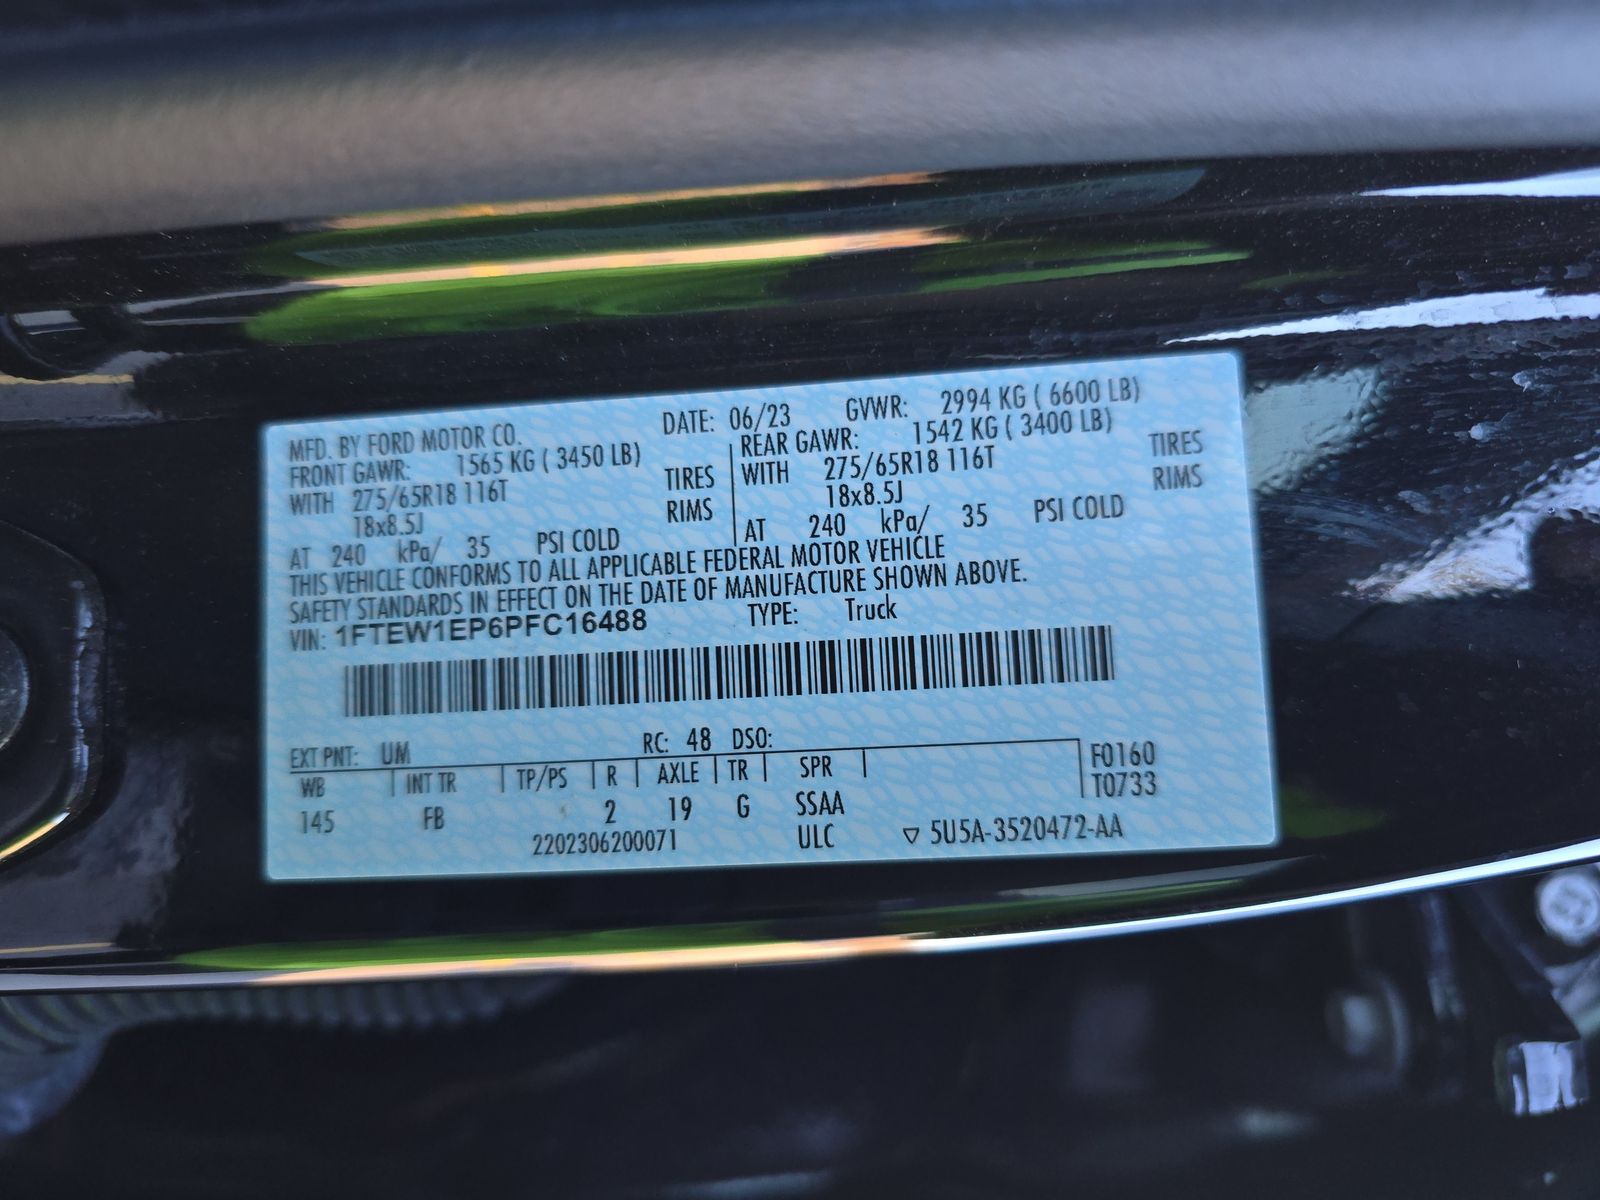 MFD. BY FORD MOTOR CO. DATE: 06/23 GVWR: 2994 KG ( 6600 LB)
FRONT GAWR: 1565 KG ( 3450 LB) REAR GAWR: 1542 KG ( 3400 LB)
WITH 275/65R18 116T TIRES WITH 275/65R18 116T TIRES
18x8.5J RIMS 18x8.5J RIMS
AT 240 kPa/ 35 PSI COLD AT 240 kPa/ 35 PSI COLD
THIS VEHICLE CONFORMS TO ALL APPLICABLE FEDERAL MOTOR VEHICLE
SAFETY STANDARDS IN EFFECT ON THE DATE OF MANUFACTURE SHOWN ABOVE.
VIN: 1FTEW1EP6PFC16488 TYPE: Truck
EXT PNT: UM RC: 48 DSO:
WB INT TR TP/PS R AXLE TR SPR F0160
145 FB 2 19 G SSAA T0733
2202306200071 ULC ▽ 5U5A-3520472-AA